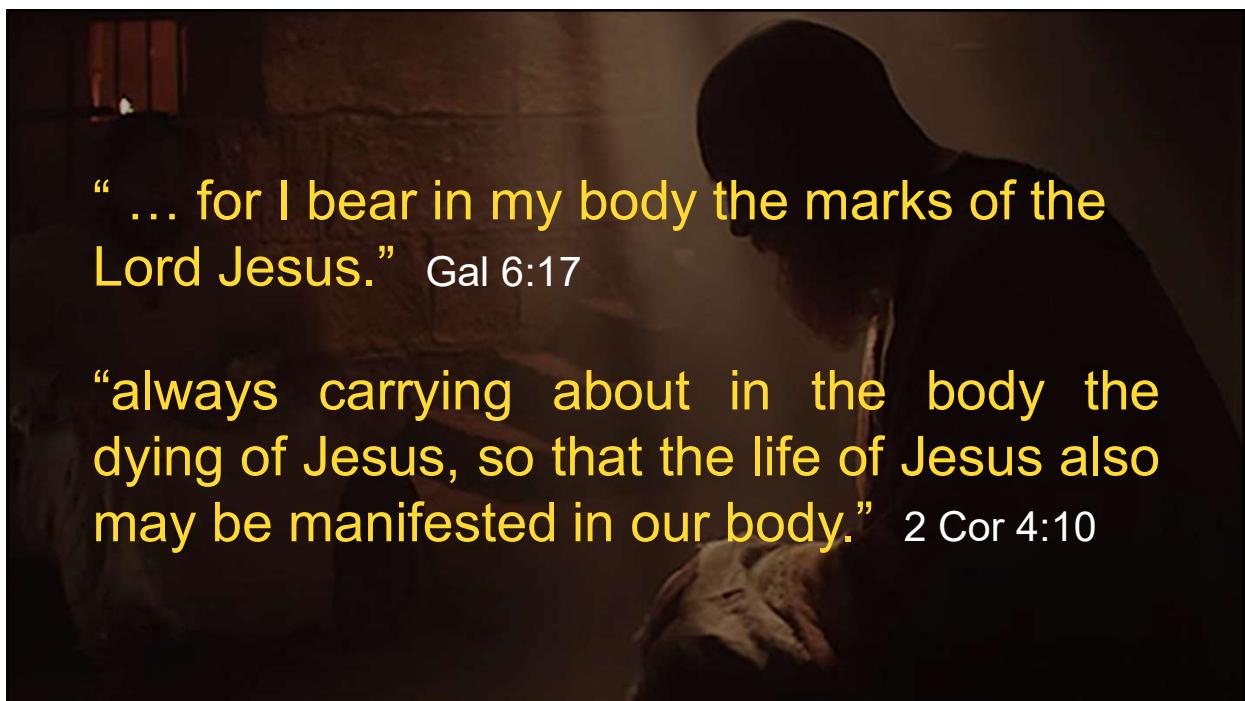 “ … for I bear in my body the marks of the
Lord Jesus.” Gal 6:17
“always carrying about in the body the
dying of Jesus, so that the life of Jesus also
may be manifested in our body.” 2 Cor 4:10